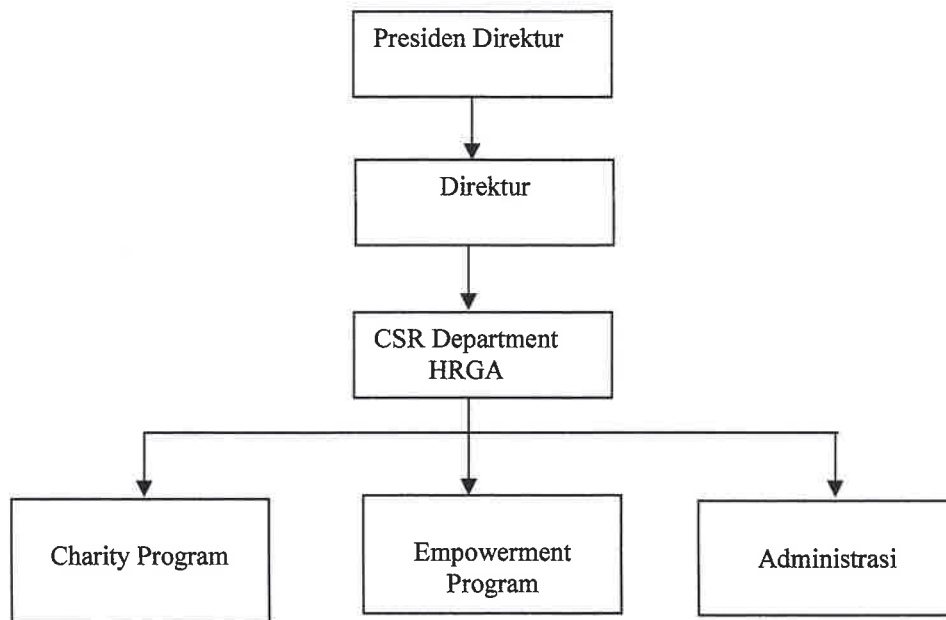 Presiden Direktur
Direktur
CSR Department
HRGA
Charity Program
Empowerment
Program
Administrasi